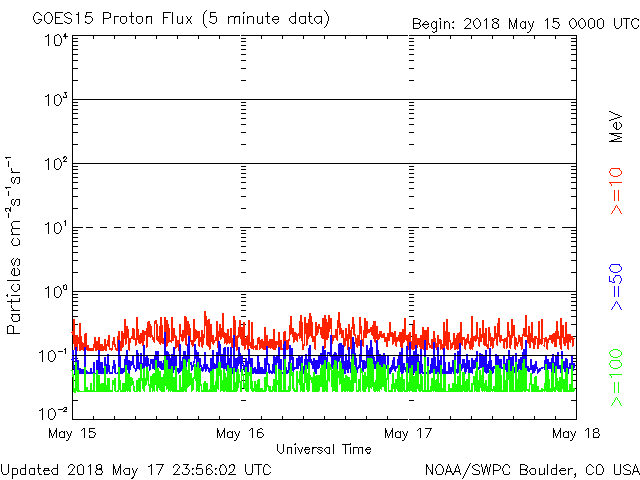 GOES15 Proton Flux (5 minute data)
Begin: 2018 May 15 0000 UTC
10⁴
10³
10²
10¹
10⁰
10⁻¹
10⁻²
Particles cm⁻²s⁻¹sr⁻¹
MeV
>=10
>=50
>=100
May 15
May 16
May 17
May 18
Universal Time
Updated 2018 May 17 23:56:02 UTC
NOAA/SWPC Boulder, CO USA